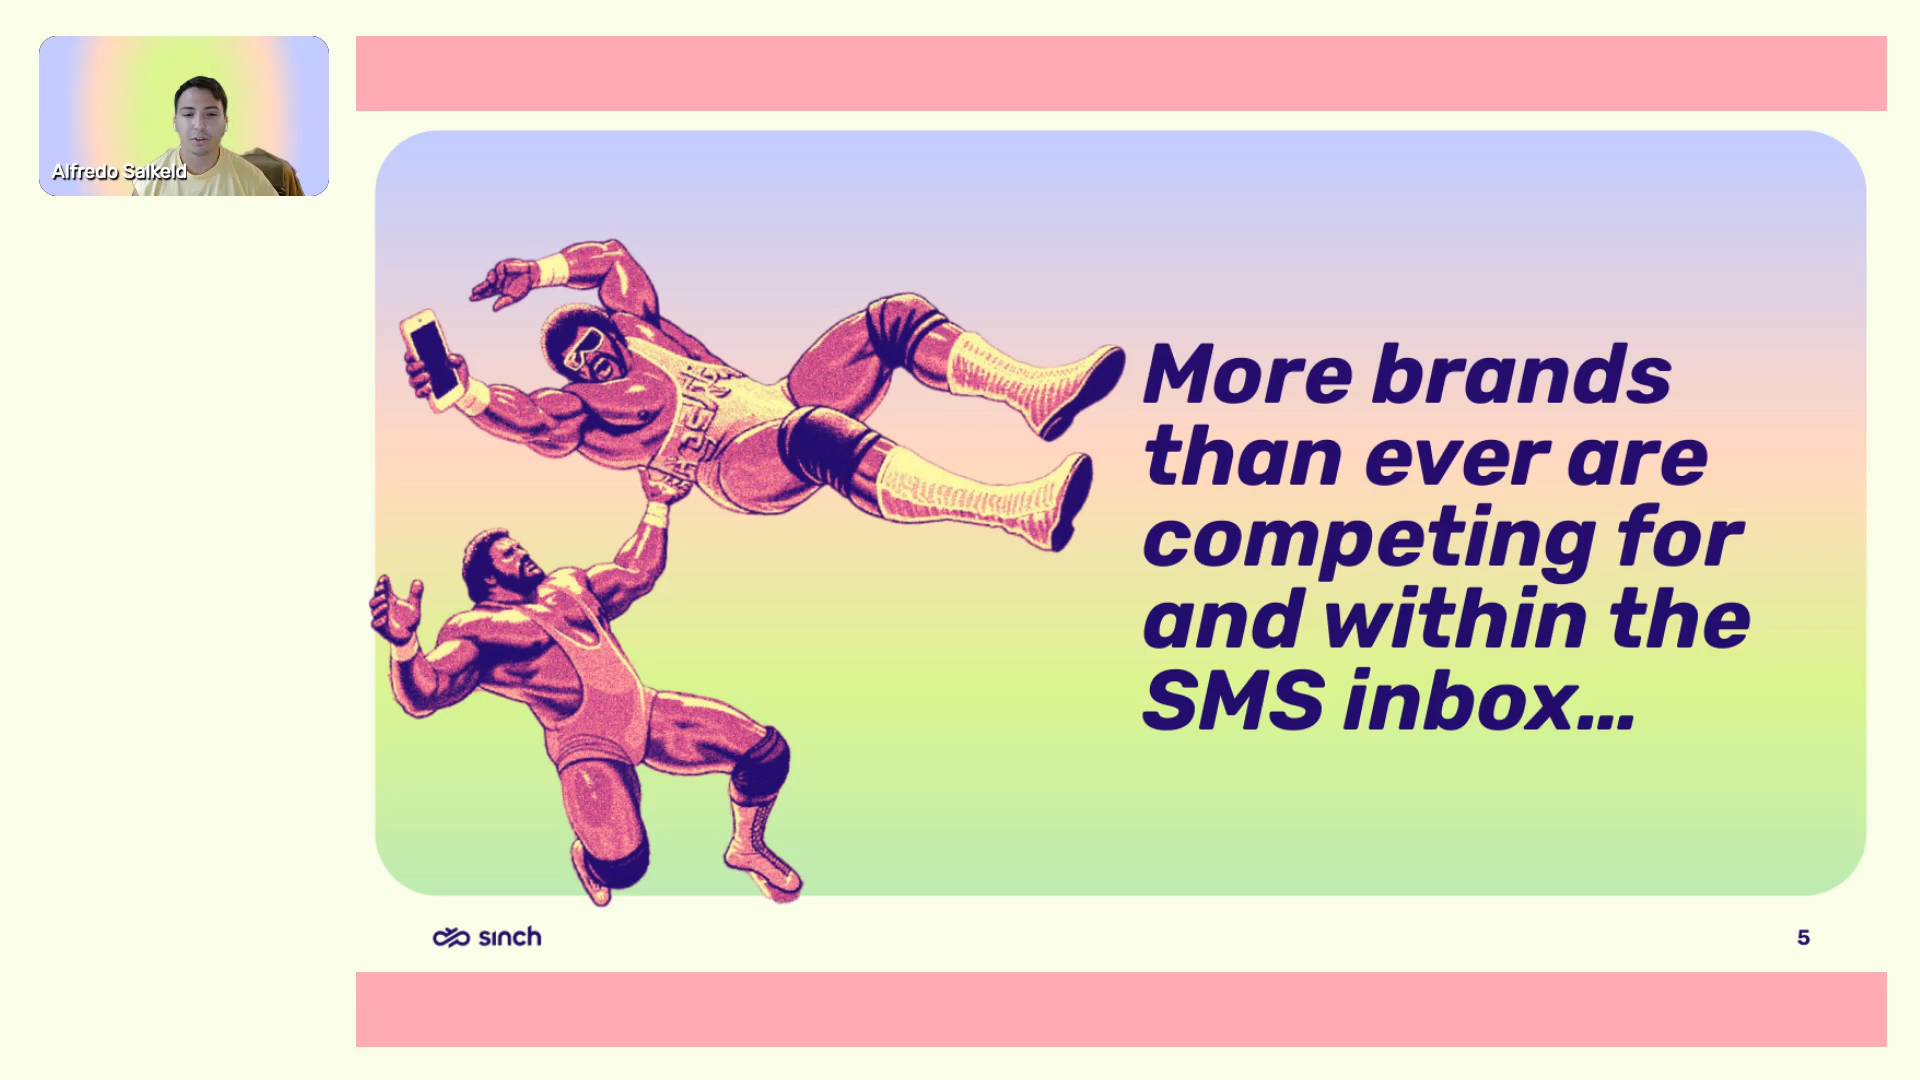 Alfredo Salkeld
More brands
than ever are
competing for
and within the
SMS inbox...
sinch
5